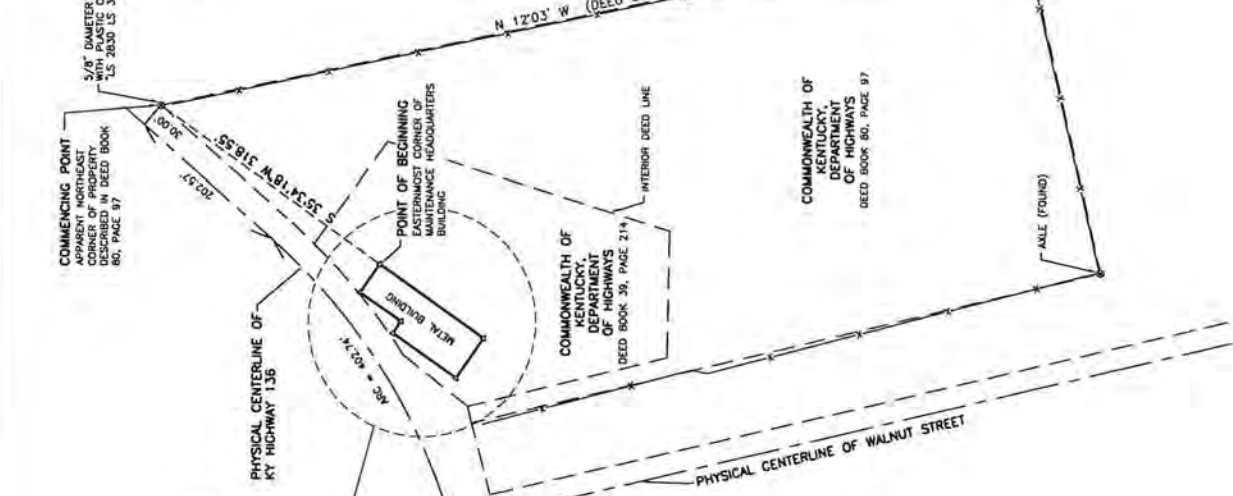 5/8" DIAMETER
WITH PLASTIC
"LS 2830 LS
COMMENCING POINT
APPARENT NORTHEAST
CORNER OF PROPERTY
DESCRIBED IN DEED BOOK
80, PAGE 97
30.00'
202.57'
S 35°34'18"W 318.55'
N 12°03' W (DEED
POINT OF BEGINNING
EASTERNMOST CORNER OF
MAINTENANCE HEADQUARTERS
BUILDING
METAL BUILDING
ARC = 402.74'
PHYSICAL CENTERLINE OF
KY HIGHWAY 136
COMMONWEALTH OF
KENTUCKY,
DEPARTMENT
OF HIGHWAYS
DEED BOOK 39, PAGE 214
INTERIOR DEED LINE
COMMONWEALTH OF
KENTUCKY,
DEPARTMENT
OF HIGHWAYS
DEED BOOK 80, PAGE 97
AXLE (FOUND)
PHYSICAL CENTERLINE OF WALNUT STREET